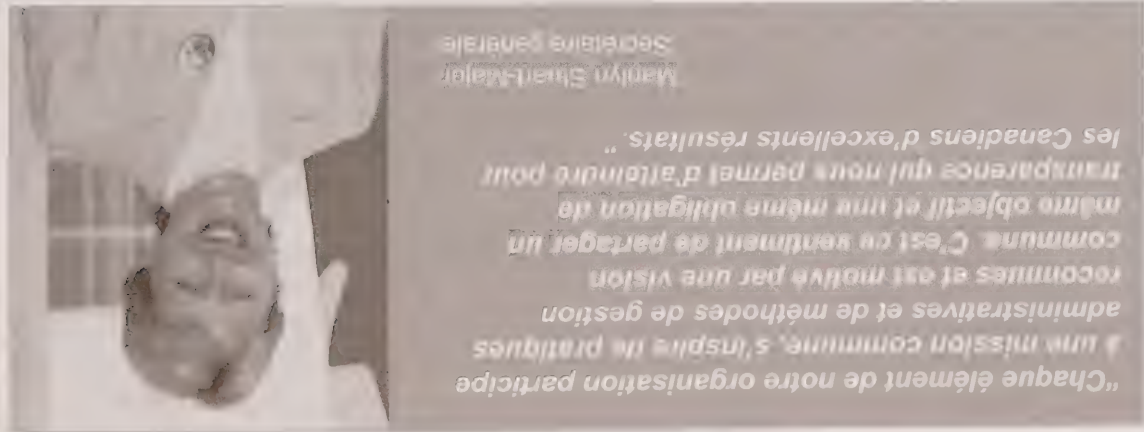 "Chaque élément de notre organisation participe
à une mission commune, s'inspire de pratiques
administratives et de méthodes de gestion
reconnues et est motivé par une vision
commune. C'est ce sentiment de partager un
même objectif et une même obligation de
transparence qui nous permet d'atteindre pour
les Canadiens d'excellents résultats."
Marilyn Stuart-Major
Secrétaire générale